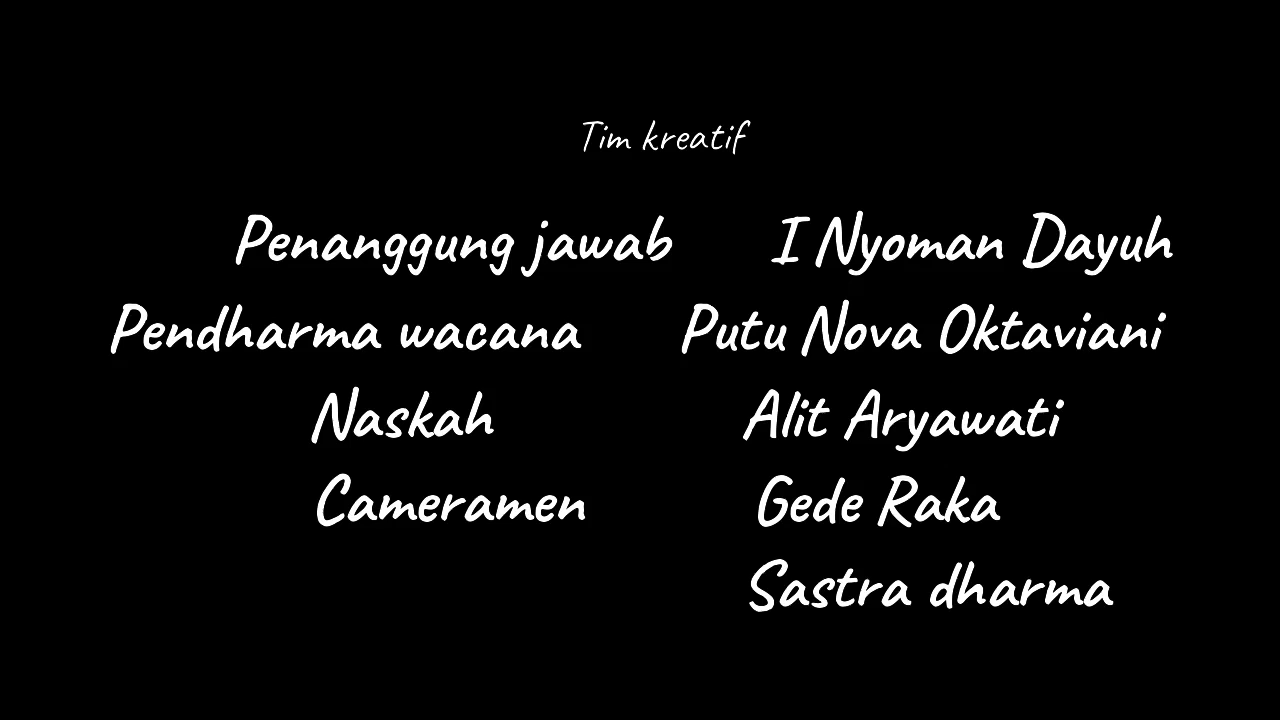 Tim kreatif
Penanggung jawab I Nyoman Dayuh
Pendharma wacana Putu Nova Oktaviani
Naskah Alit Aryawati
Cameramen Gede Raka
Sastra dharma